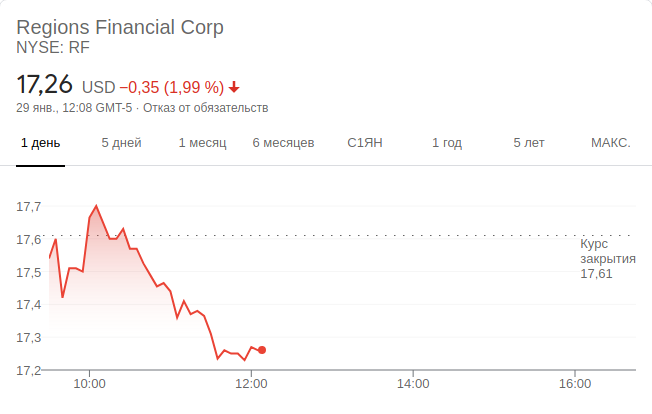 Regions Financial Corp
NYSE: RF
17,26 USD −0,35 (1,99 %)
29 янв., 12:08 GMT-5 · Отказ от обязательств
1 день 5 дней 1 месяц 6 месяцев С1ЯН 1 год 5 лет МАКС.
17,7
17,6
17,5
17,4
17,3
17,2
Курс
закрытия
17,61
10:00 12:00 14:00 16:00